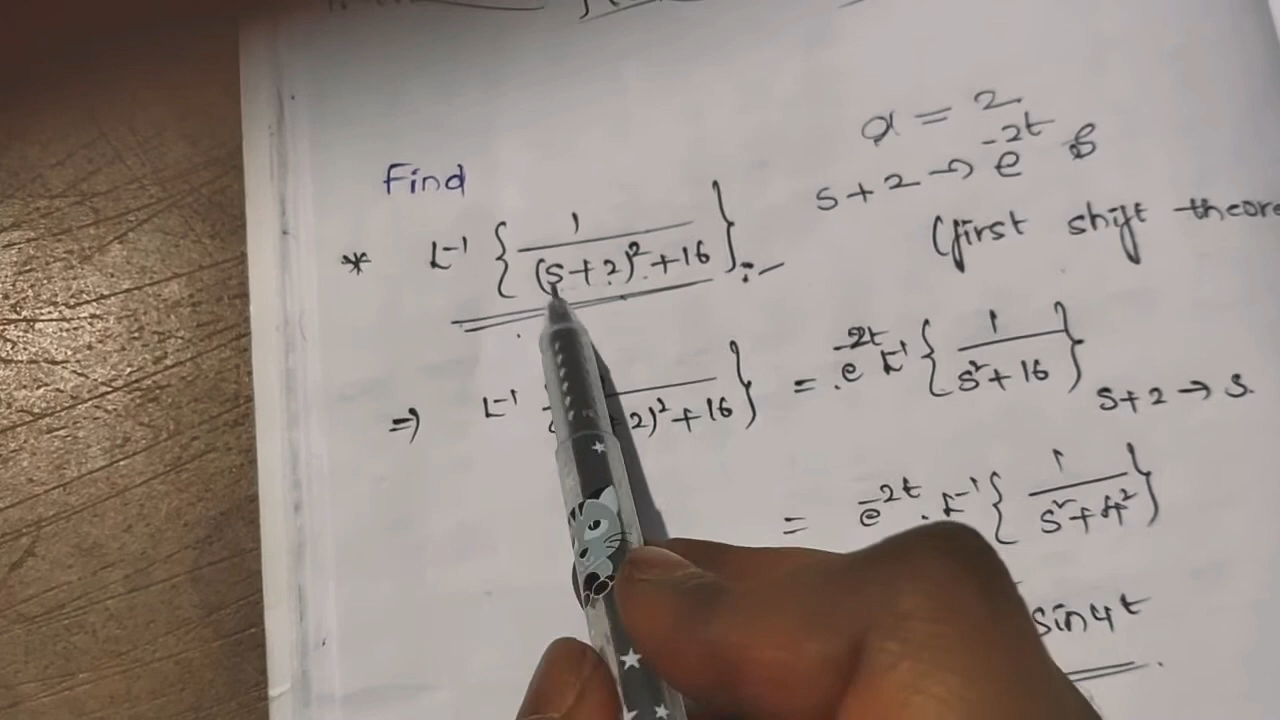 Find
* L⁻¹ { 1 / (s+2)² + 16 } :-
a = 2
s+2 → e^-2t
(first shift
⇒ L⁻¹ 2)² + 16 } = e^-2t L⁻¹ { 1 / s² + 16 } s+2 → s.
= e^-2t . L⁻¹ { 1 / s² + 4² }
sin4t